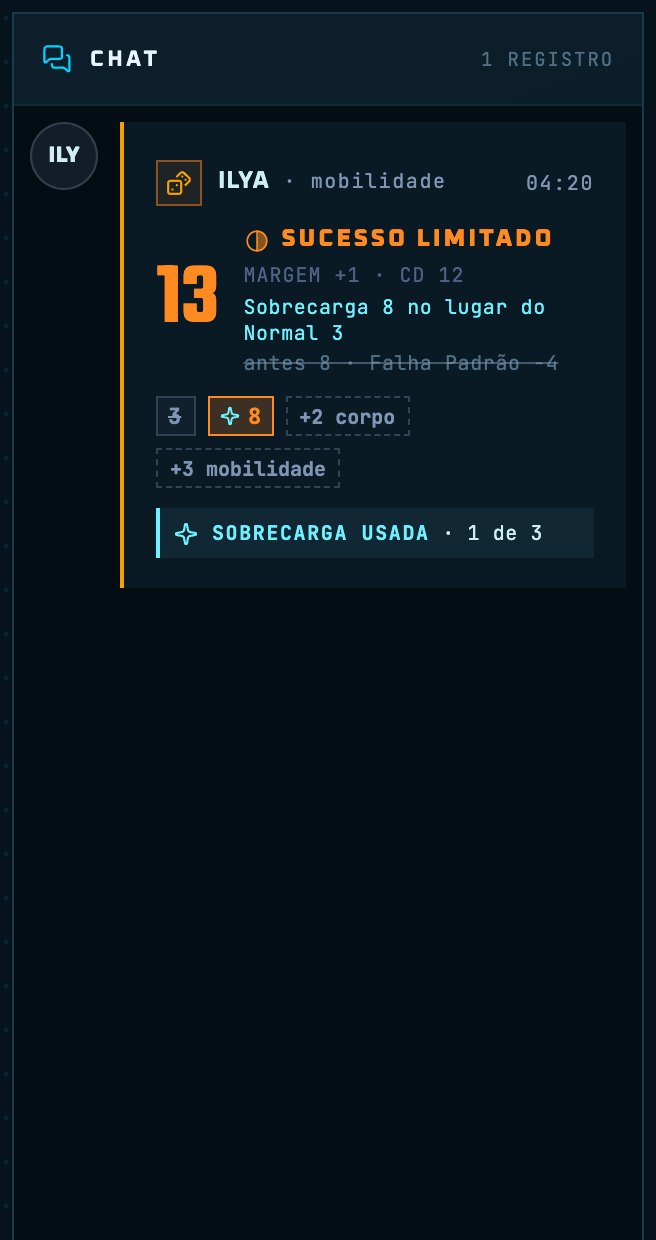 CHAT
1 REGISTRO
ILY
ILYA · mobilidade
04:20
SUCESSO LIMITADO
13
MARGEM +1 · CD 12
Sobrecarga 8 no lugar do
Normal 3
antes 8 · Falha Padrão -4
3
8
+2 corpo
+3 mobilidade
SOBRECARGA USADA · 1 de 3